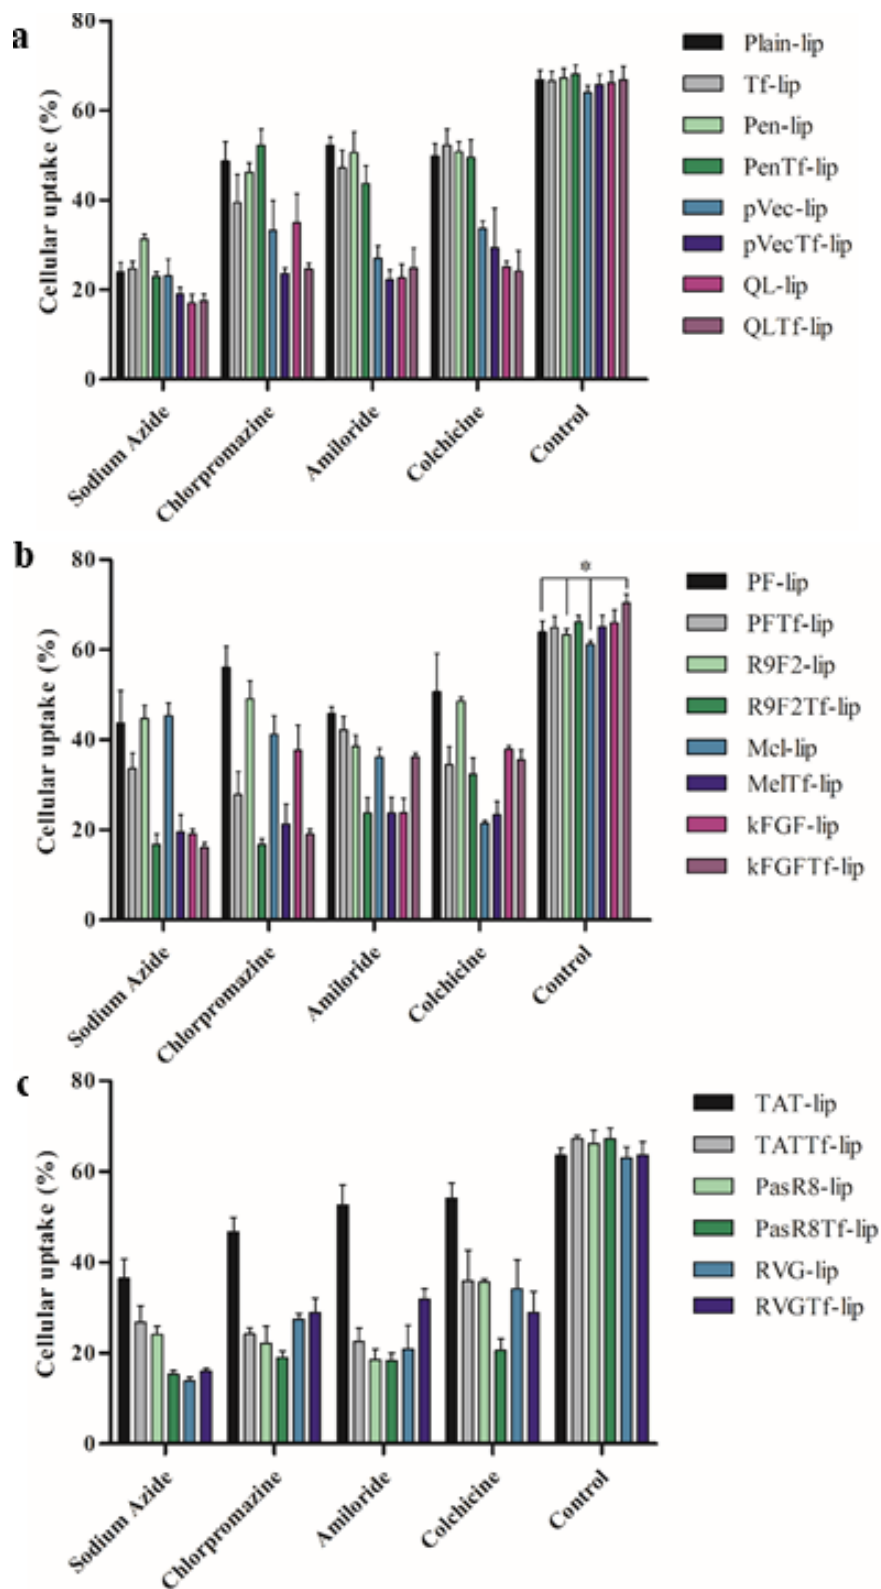 a
Cellular uptake (%)
80
60
40
20
0
Sodium Azide
Chlorpromazine
Amiloride
Colchicine
Control
Plain-lip
Tf-lip
Pen-lip
PenTf-lip
pVec-lip
pVecTf-lip
QL-lip
QLTf-lip
b
Cellular uptake (%)
80
60
40
20
0
*
Sodium Azide
Chlorpromazine
Amiloride
Colchicine
Control
PF-lip
PFTf-lip
R9F2-lip
R9F2Tf-lip
Mel-lip
MelTf-lip
kFGF-lip
kFGFTf-lip
c
Cellular uptake (%)
80
60
40
20
0
Sodium Azide
Chlorpromazine
Amiloride
Colchicine
Control
TAT-lip
TATTf-lip
PasR8-lip
PasR8Tf-lip
RVG-lip
RVGTf-lip